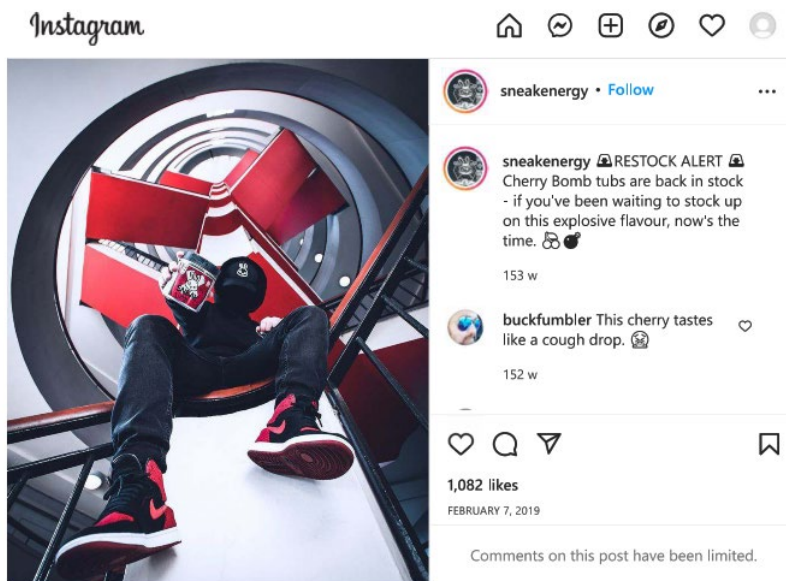 Instagram
sneakenergy • Follow
sneakenergy 🚨RESTOCK ALERT 🚨
Cherry Bomb tubs are back in stock
- if you've been waiting to stock up
on this explosive flavour, now's the
time. 🍒💣
153 w
buckfumbler This cherry tastes
like a cough drop. 🤮
152 w
1,082 likes
FEBRUARY 7, 2019
Comments on this post have been limited.